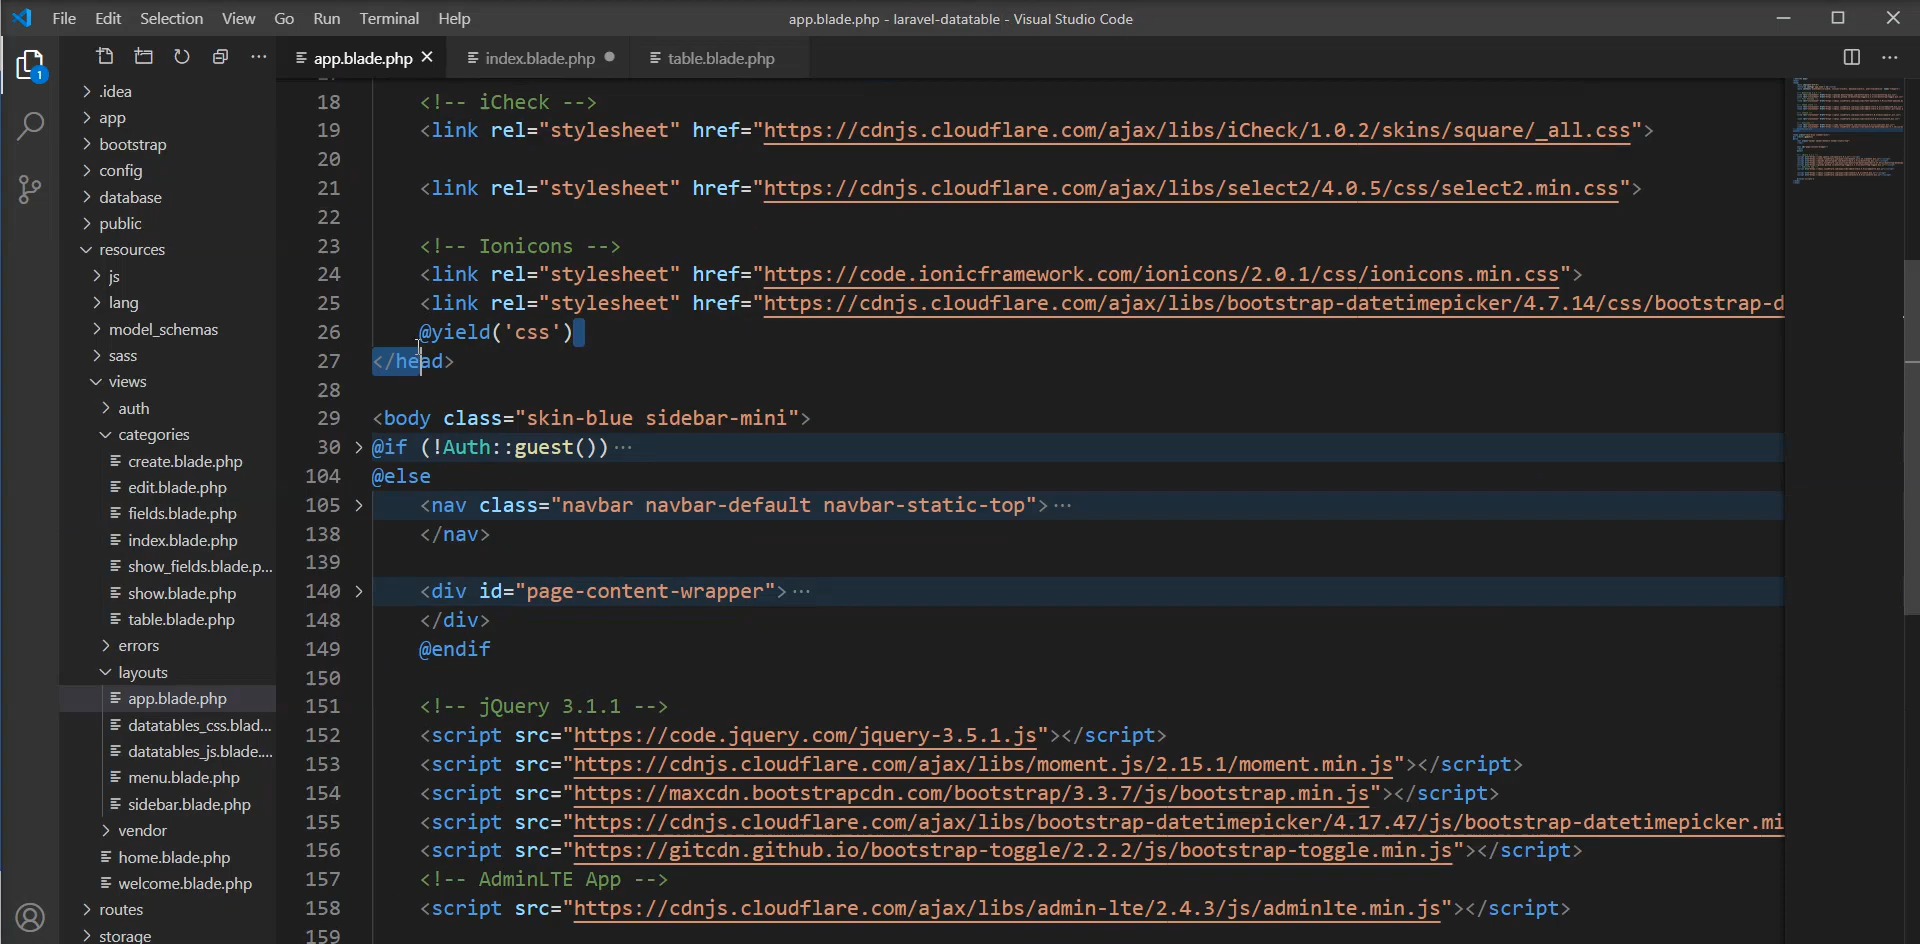 File Edit Selection View Go Run Terminal Help
app.blade.php - laravel-datatable - Visual Studio Code
1
app.blade.php
index.blade.php
table.blade.php
.idea
app
bootstrap
config
database
public
resources
js
lang
model_schemas
sass
views
auth
categories
create.blade.php
edit.blade.php
fields.blade.php
index.blade.php
show_fields.blade.p...
show.blade.php
table.blade.php
errors
layouts
app.blade.php
datatables_css.blad...
datatables_js.blade....
menu.blade.php
sidebar.blade.php
vendor
home.blade.php
welcome.blade.php
routes
storage
18 <!-- iCheck -->
19 <link rel="stylesheet" href="https://cdnjs.cloudflare.com/ajax/libs/iCheck/1.0.2/skins/square/_all.css">
20
21 <link rel="stylesheet" href="https://cdnjs.cloudflare.com/ajax/libs/select2/4.0.5/css/select2.min.css">
22
23 <!-- Ionicons -->
24 <link rel="stylesheet" href="https://code.ionicframework.com/ionicons/2.0.1/css/ionicons.min.css">
25 <link rel="stylesheet" href="https://cdnjs.cloudflare.com/ajax/libs/bootstrap-datetimepicker/4.7.14/css/bootstrap-d
26 @yield('css')
27 </head>
28
29 <body class="skin-blue sidebar-mini">
30 @if (!Auth::guest())···
104 @else
105 <nav class="navbar navbar-default navbar-static-top">···
138 </nav>
139
140 <div id="page-content-wrapper">···
148 </div>
149 @endif
150
151 <!-- jQuery 3.1.1 -->
152 <script src="https://code.jquery.com/jquery-3.5.1.js"></script>
153 <script src="https://cdnjs.cloudflare.com/ajax/libs/moment.js/2.15.1/moment.min.js"></script>
154 <script src="https://maxcdn.bootstrapcdn.com/bootstrap/3.3.7/js/bootstrap.min.js"></script>
155 <script src="https://cdnjs.cloudflare.com/ajax/libs/bootstrap-datetimepicker/4.17.47/js/bootstrap-datetimepicker.mi
156 <script src="https://gitcdn.github.io/bootstrap-toggle/2.2.2/js/bootstrap-toggle.min.js"></script>
157 <!-- AdminLTE App -->
158 <script src="https://cdnjs.cloudflare.com/ajax/libs/admin-lte/2.4.3/js/adminlte.min.js"></script>
159